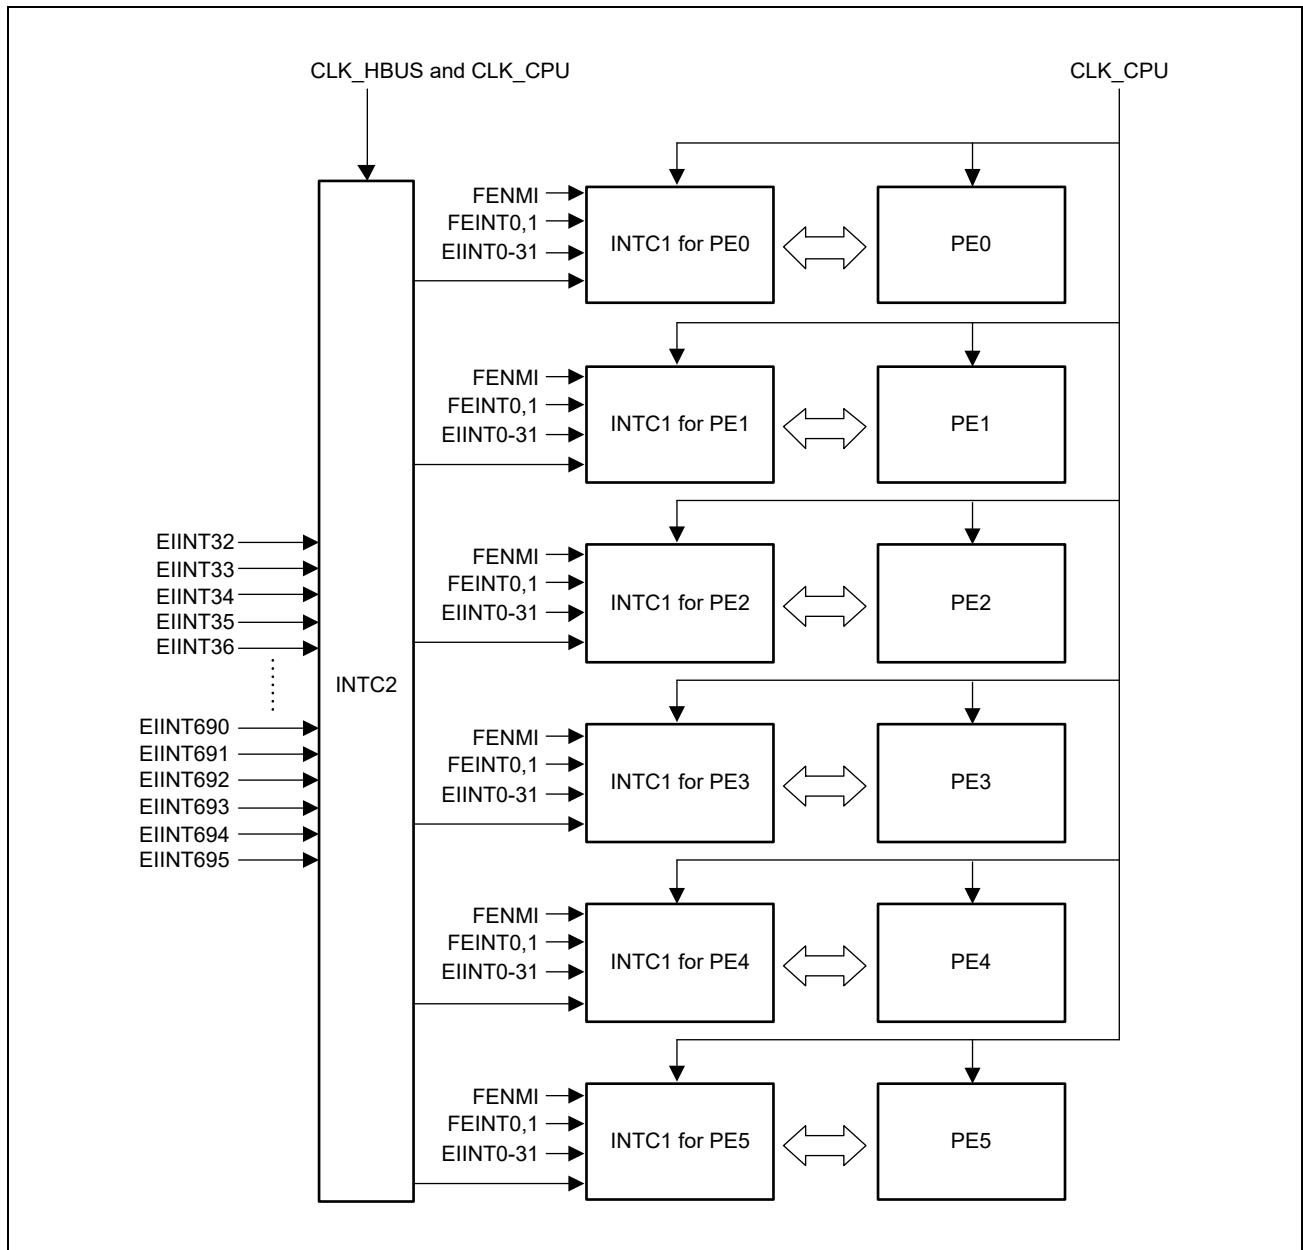 CLK_HBUS and CLK_CPU
CLK_CPU
FENMI
FEINT0,1
EIINT0-31
INTC1 for PE0
PE0
FENMI
FEINT0,1
EIINT0-31
INTC1 for PE1
PE1
EIINT32
EIINT33
EIINT34
EIINT35
EIINT36
EIINT690
EIINT691
EIINT692
EIINT693
EIINT694
EIINT695
INTC2
FENMI
FEINT0,1
EIINT0-31
INTC1 for PE2
PE2
FENMI
FEINT0,1
EIINT0-31
INTC1 for PE3
PE3
FENMI
FEINT0,1
EIINT0-31
INTC1 for PE4
PE4
FENMI
FEINT0,1
EIINT0-31
INTC1 for PE5
PE5